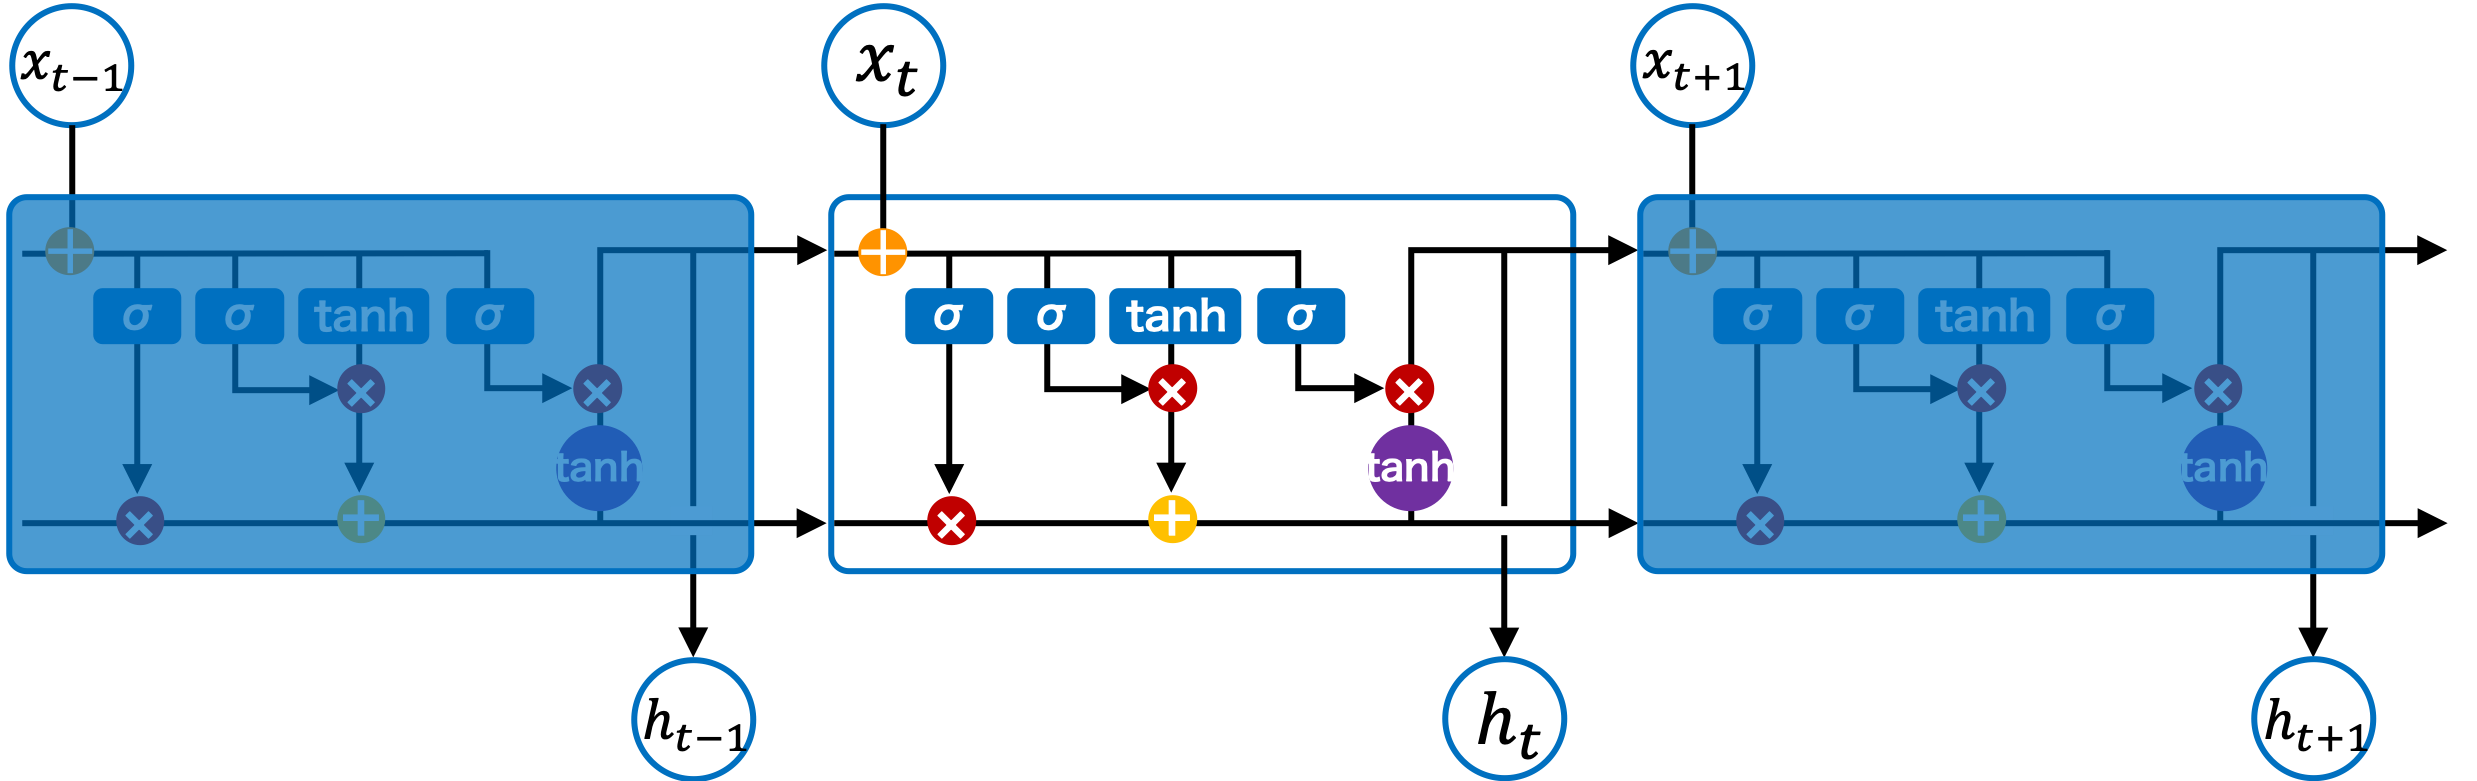 x_{t-1} x_t x_{t+1}
σ σ tanh σ σ σ tanh σ σ σ tanh σ
× × × × × ×
tanh tanh tanh
× + × + × +
h_{t-1} h_t h_{t+1}